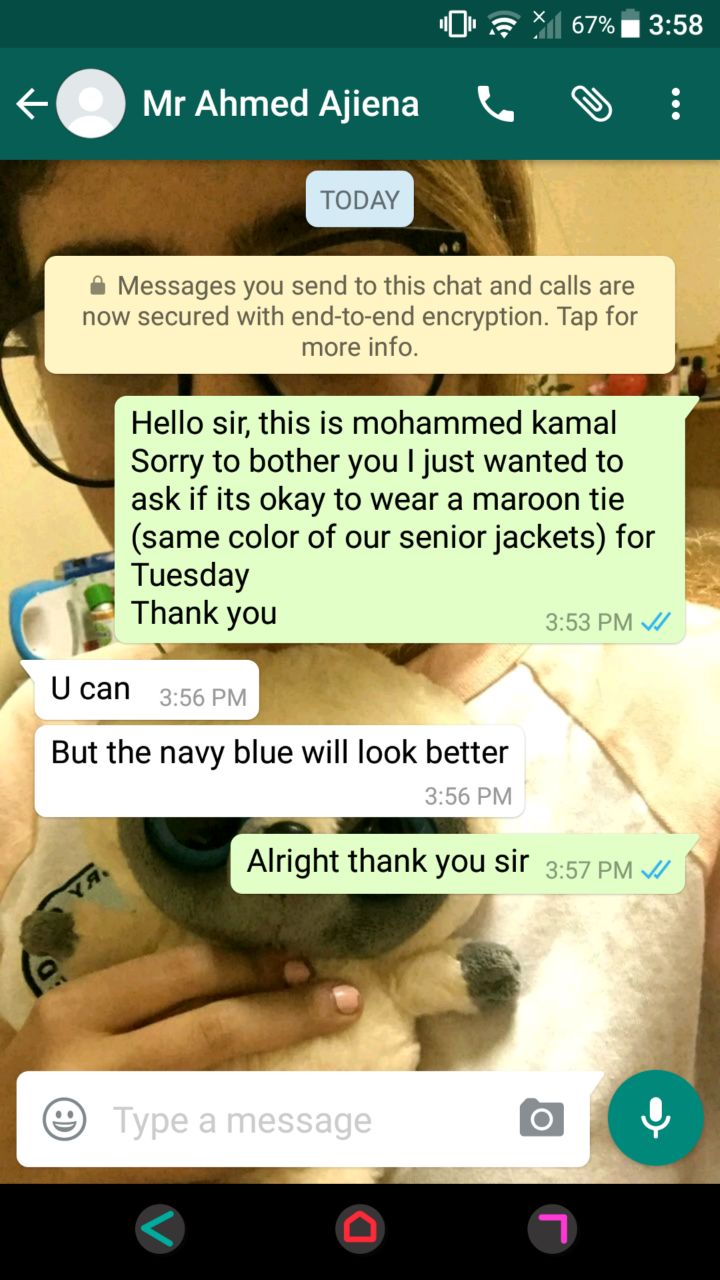 67% 3:58
Mr Ahmed Ajiena
TODAY
Messages you send to this chat and calls are
now secured with end-to-end encryption. Tap for
more info.
Hello sir, this is mohammed kamal
Sorry to bother you I just wanted to
ask if its okay to wear a maroon tie
(same color of our senior jackets) for
Tuesday
Thank you
3:53 PM
U can 3:56 PM
But the navy blue will look better
3:56 PM
Alright thank you sir 3:57 PM
Type a message